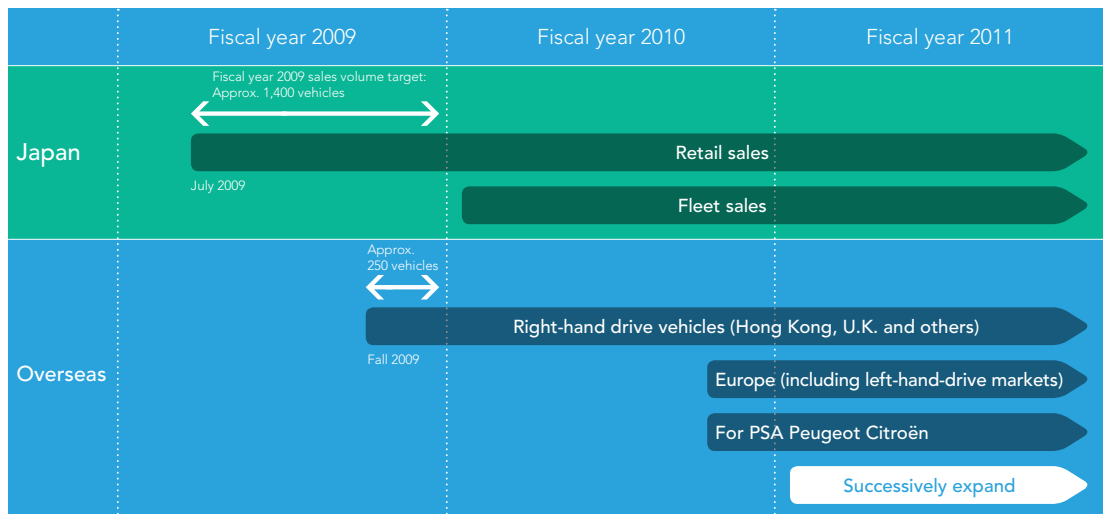 Fiscal year 2009
Fiscal year 2010
Fiscal year 2011
Japan
Fiscal year 2009 sales volume target:
Approx. 1,400 vehicles
Retail sales
July 2009
Fleet sales
Overseas
Approx.
250 vehicles
Right-hand drive vehicles (Hong Kong, U.K. and others)
Fall 2009
Europe (including left-hand-drive markets)
For PSA Peugeot Citroën
Successively expand